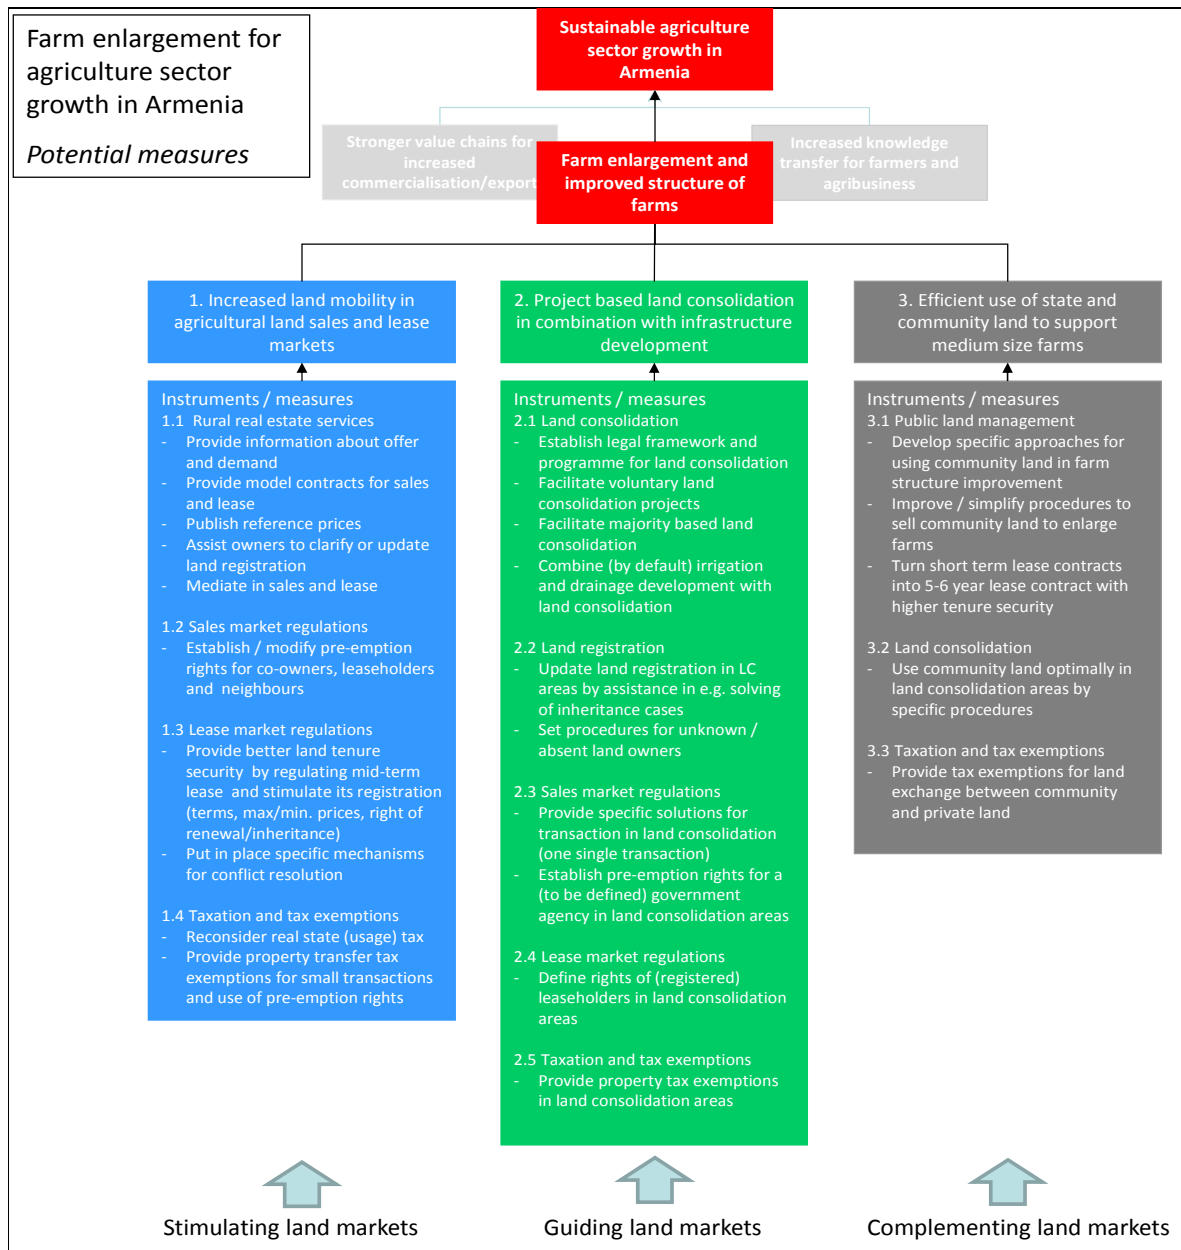 Farm enlargement for
agriculture sector
growth in Armenia
Potential measures
Sustainable agriculture
sector growth in
Armenia
Stronger value chains for
increased
commercialisation/export
Farm enlargement and
improved structure of
farms
Increased knowledge
transfer for farmers and
agribusiness
1. Increased land mobility in
agricultural land sales and lease
markets
Instruments / measures
1.1 Rural real estate services
- Provide information about offer
and demand
- Provide model contracts for sales
and lease
- Publish reference prices
- Assist owners to clarify or update
land registration
- Mediate in sales and lease
1.2 Sales market regulations
- Establish / modify pre-emption
rights for co-owners, leaseholders
and neighbours
1.3 Lease market regulations
- Provide better land tenure
security by regulating mid-term
lease and stimulate its registration
(terms, max/min. prices, right of
renewal/inheritance)
- Put in place specific mechanisms
for conflict resolution
1.4 Taxation and tax exemptions
- Reconsider real state (usage) tax
- Provide property transfer tax
exemptions for small transactions
and use of pre-emption rights
Stimulating land markets
2. Project based land consolidation
in combination with infrastructure
development
Instruments / measures
2.1 Land consolidation
- Establish legal framework and
programme for land consolidation
- Facilitate voluntary land
consolidation projects
- Facilitate majority based land
consolidation
- Combine (by default) irrigation
and drainage development with
land consolidation
2.2 Land registration
- Update land registration in LC
areas by assistance in e.g. solving
of inheritance cases
- Set procedures for unknown /
absent land owners
2.3 Sales market regulations
- Provide specific solutions for
transaction in land consolidation
(one single transaction)
- Establish pre-emption rights for a
(to be defined) government
agency in land consolidation areas
2.4 Lease market regulations
- Define rights of (registered)
leaseholders in land consolidation
areas
2.5 Taxation and tax exemptions
- Provide property tax exemptions
in land consolidation areas
Guiding land markets
3. Efficient use of state and
community land to support
medium size farms
Instruments / measures
3.1 Public land management
- Develop specific approaches for
using community land in farm
structure improvement
- Improve / simplify procedures to
sell community land to enlarge
farms
- Turn short term lease contracts
into 5-6 year lease contract with
higher tenure security
3.2 Land consolidation
- Use community land optimally in
land consolidation areas by
specific procedures
3.3 Taxation and tax exemptions
- Provide tax exemptions for land
exchange between community
and private land
Complementing land markets